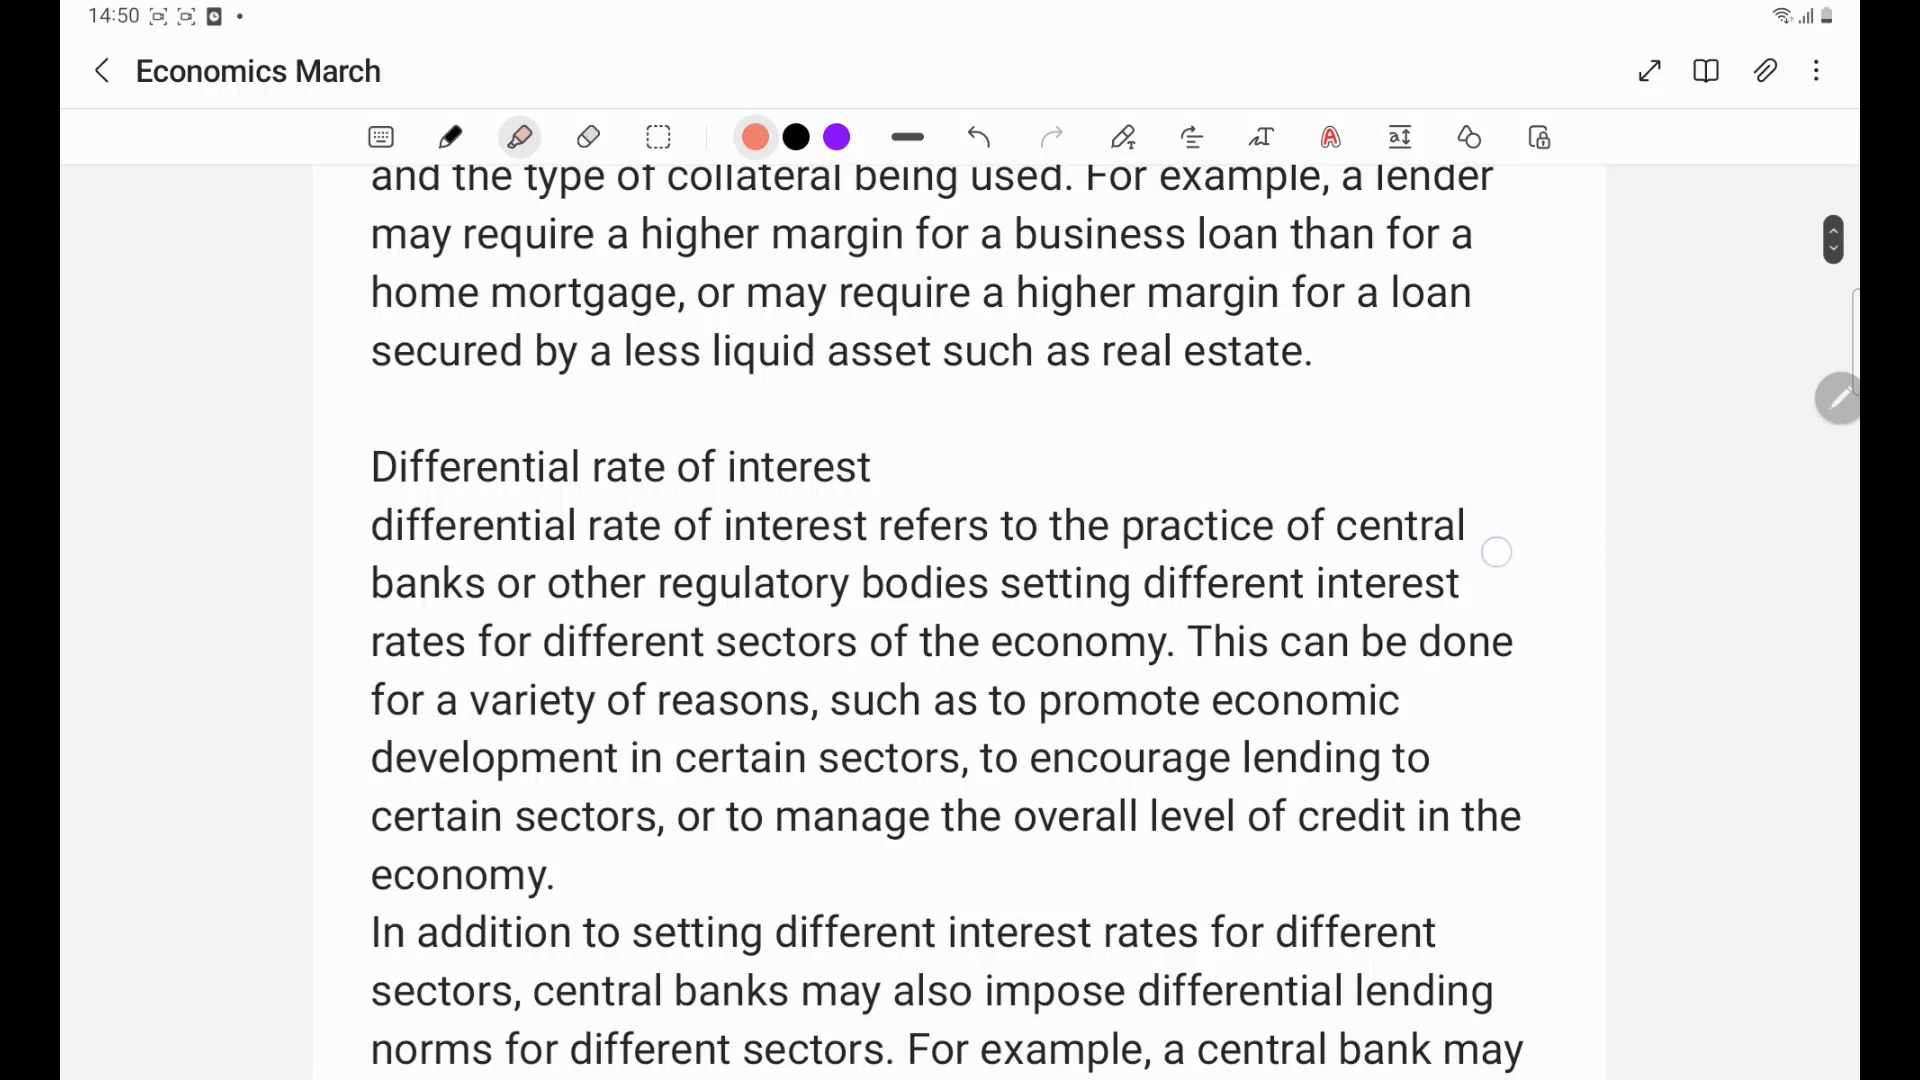 14:50
Economics March
and the type of collateral being used. For example, a lender
may require a higher margin for a business loan than for a
home mortgage, or may require a higher margin for a loan
secured by a less liquid asset such as real estate.
Differential rate of interest
differential rate of interest refers to the practice of central
banks or other regulatory bodies setting different interest
rates for different sectors of the economy. This can be done
for a variety of reasons, such as to promote economic
development in certain sectors, to encourage lending to
certain sectors, or to manage the overall level of credit in the
economy.
In addition to setting different interest rates for different
sectors, central banks may also impose differential lending
norms for different sectors. For example, a central bank may